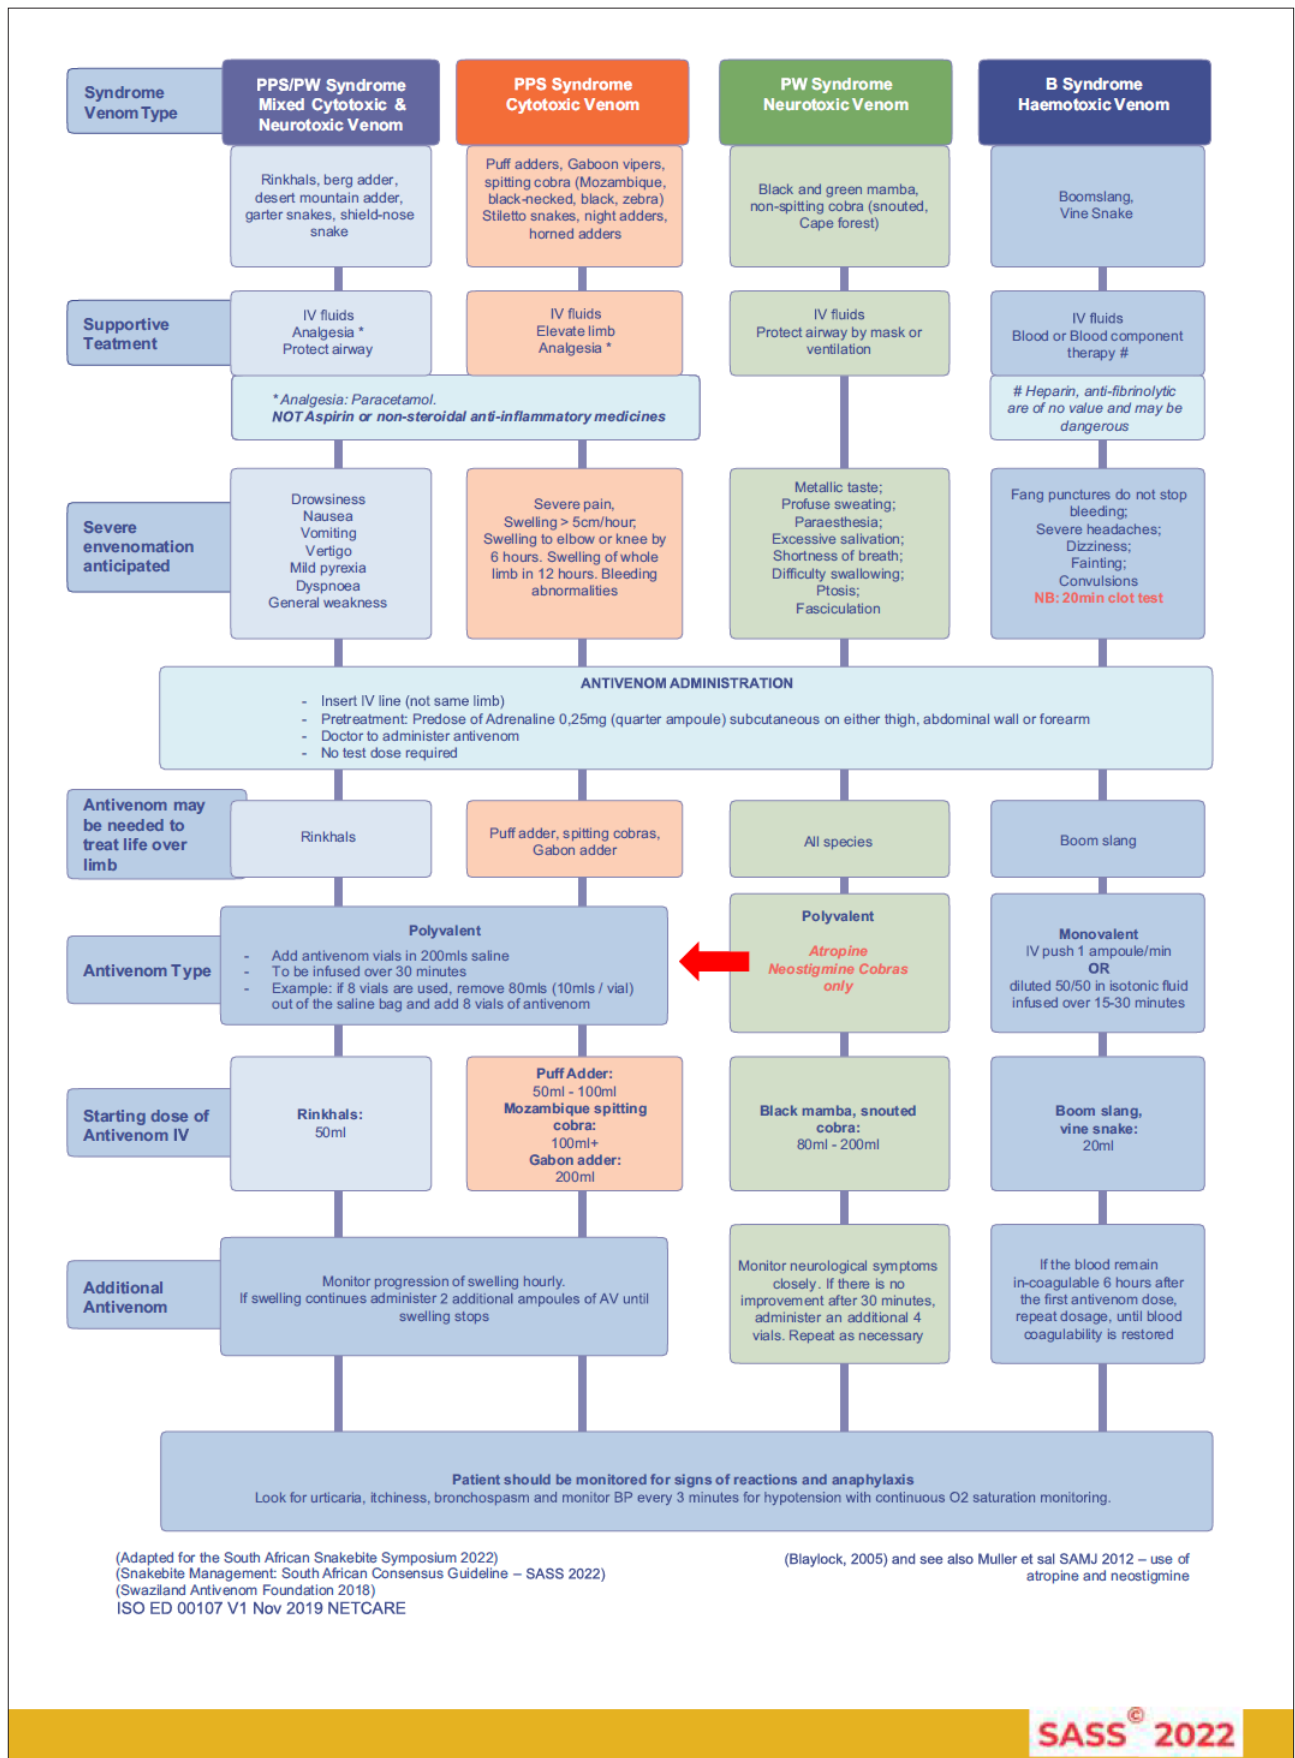 Syndrome
Venom Type
PPS/PW Syndrome
Mixed Cytotoxic &
Neurotoxic Venom
PPS Syndrome
Cytotoxic Venom
PW Syndrome
Neurotoxic Venom
B Syndrome
Haemotoxic Venom
Rinkhals, berg adder,
desert mountain adder,
garter snakes, shield-nose
snake
Puff adders, Gaboon vipers,
spitting cobra (Mozambique,
black-necked, black, zebra)
Stiletto snakes, night adders,
horned adders
Black and green mamba,
non-spitting cobra (snouted,
Cape forest)
Boomslang,
Vine Snake
Supportive
Teatment
IV fluids
Analgesia *
Protect airway
IV fluids
Elevate limb
Analgesia *
IV fluids
Protect airway by mask or
ventilation
IV fluids
Blood or Blood component
therapy #
* Analgesia: Paracetamol.
NOT Aspirin or non-steroidal anti-inflammatory medicines
# Heparin, anti-fibrinolytic
are of no value and may be
dangerous
Severe
envenomation
anticipated
Drowsiness
Nausea
Vomiting
Vertigo
Mild pyrexia
Dyspnoea
General weakness
Severe pain,
Swelling > 5cm/hour;
Swelling to elbow or knee by
6 hours. Swelling of whole
limb in 12 hours. Bleeding
abnormalities
Metallic taste;
Profuse sweating;
Paraesthesia;
Excessive salivation;
Shortness of breath;
Difficulty swallowing;
Ptosis;
Fasciculation
Fang punctures do not stop
bleeding;
Severe headaches;
Dizziness;
Fainting;
Convulsions
NB: 20min clot test
ANTIVENOM ADMINISTRATION
- Insert IV line (not same limb)
- Pretreatment: Predose of Adrenaline 0,25mg (quarter ampoule) subcutaneous on either thigh, abdominal wall or forearm
- Doctor to administer antivenom
- No test dose required
Antivenom may
be needed to
treat life over
limb
Rinkhals
Puff adder, spitting cobras,
Gabon adder
All species
Boom slang
Antivenom Type
Polyvalent
- Add antivenom vials in 200mls saline
- To be infused over 30 minutes
- Example: if 8 vials are used, remove 80mls (10mls / vial)
out of the saline bag and add 8 vials of antivenom
Polyvalent
Atropine
Neostigmine Cobras
only
Monovalent
IV push 1 ampoule/min
OR
diluted 50/50 in isotonic fluid
infused over 15-30 minutes
Starting dose of
Antivenom IV
Rinkhals:
50ml
Puff Adder:
50ml - 100ml
Mozambique spitting
cobra:
100ml+
Gabon adder:
200ml
Black mamba, snouted
cobra:
80ml - 200ml
Boom slang,
vine snake:
20ml
Additional
Antivenom
Monitor progression of swelling hourly.
If swelling continues administer 2 additional ampoules of AV until
swelling stops
Monitor neurological symptoms
closely. If there is no
improvement after 30 minutes,
administer an additional 4
vials. Repeat as necessary
If the blood remain
in-coagulable 6 hours after
the first antivenom dose,
repeat dosage, until blood
coagulability is restored
Patient should be monitored for signs of reactions and anaphylaxis
Look for urticaria, itchiness, bronchospasm and monitor BP every 3 minutes for hypotension with continuous O2 saturation monitoring.
(Adapted for the South African Snakebite Symposium 2022)
(Snakebite Management: South African Consensus Guideline – SASS 2022)
(Swaziland Antivenom Foundation 2018)
ISO ED 00107 V1 Nov 2019 NETCARE
(Blaylock, 2005) and see also Muller et sal SAMJ 2012 – use of
atropine and neostigmine
SASS© 2022